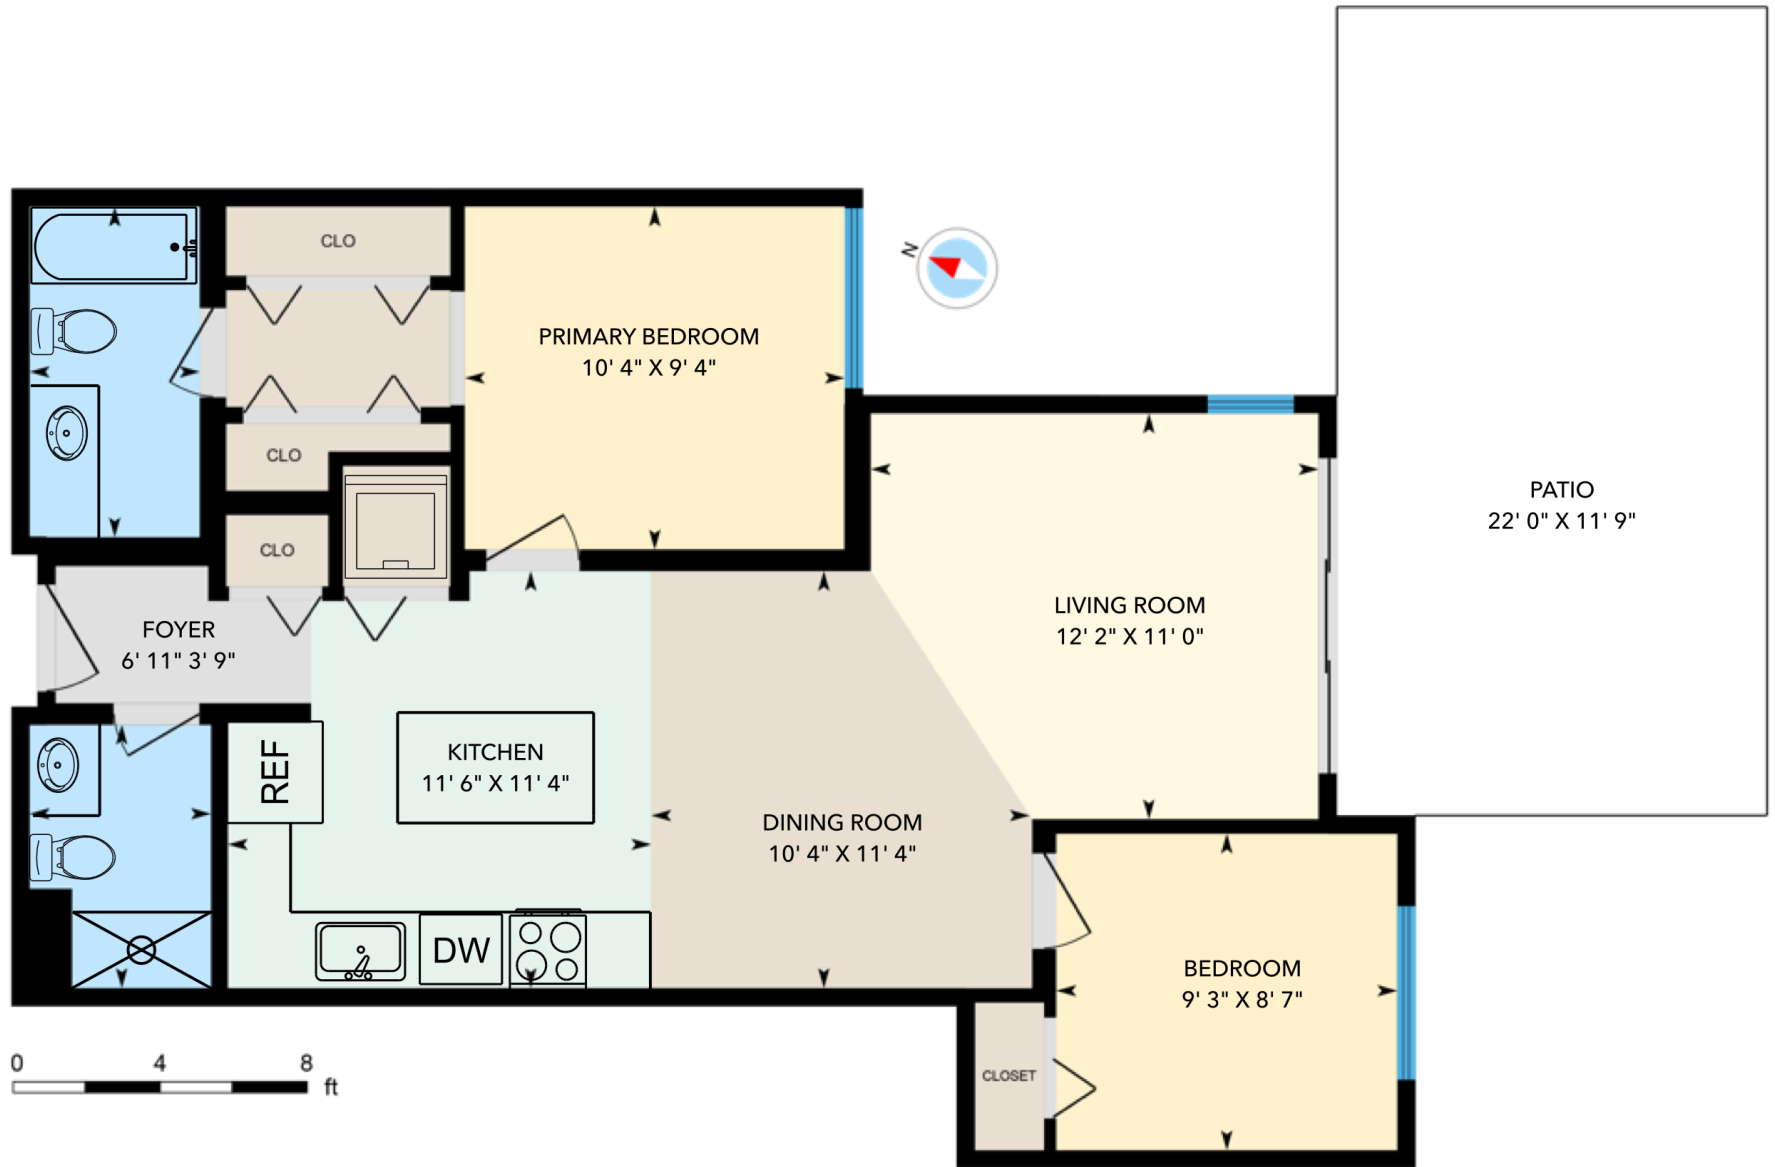 CLO
N
PRIMARY BEDROOM
10' 4" X 9' 4"
CLO
PATIO
22' 0" X 11' 9"
CLO
LIVING ROOM
12' 2" X 11' 0"
FOYER
6' 11" 3' 9"
REF
KITCHEN
11' 6" X 11' 4"
DINING ROOM
10' 4" X 11' 4"
DW
BEDROOM
9' 3" X 8' 7"
CLOSET
0 4 8
ft